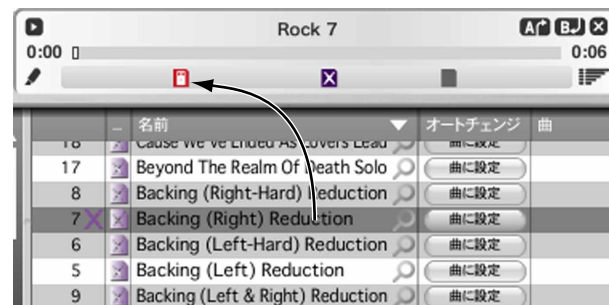 Rock 7
A B
0:00 0:06
名前 オートチェンジ 曲
18 Cause We've Ended As Lovers Lead 曲に設定
17 Beyond The Realm Of Death Solo 曲に設定
8 Backing (Right-Hard) Reduction 曲に設定
7 Backing (Right) Reduction 曲に設定
6 Backing (Left-Hard) Reduction 曲に設定
5 Backing (Left) Reduction 曲に設定
9 Backing (Left & Right) Reduction 曲に設定